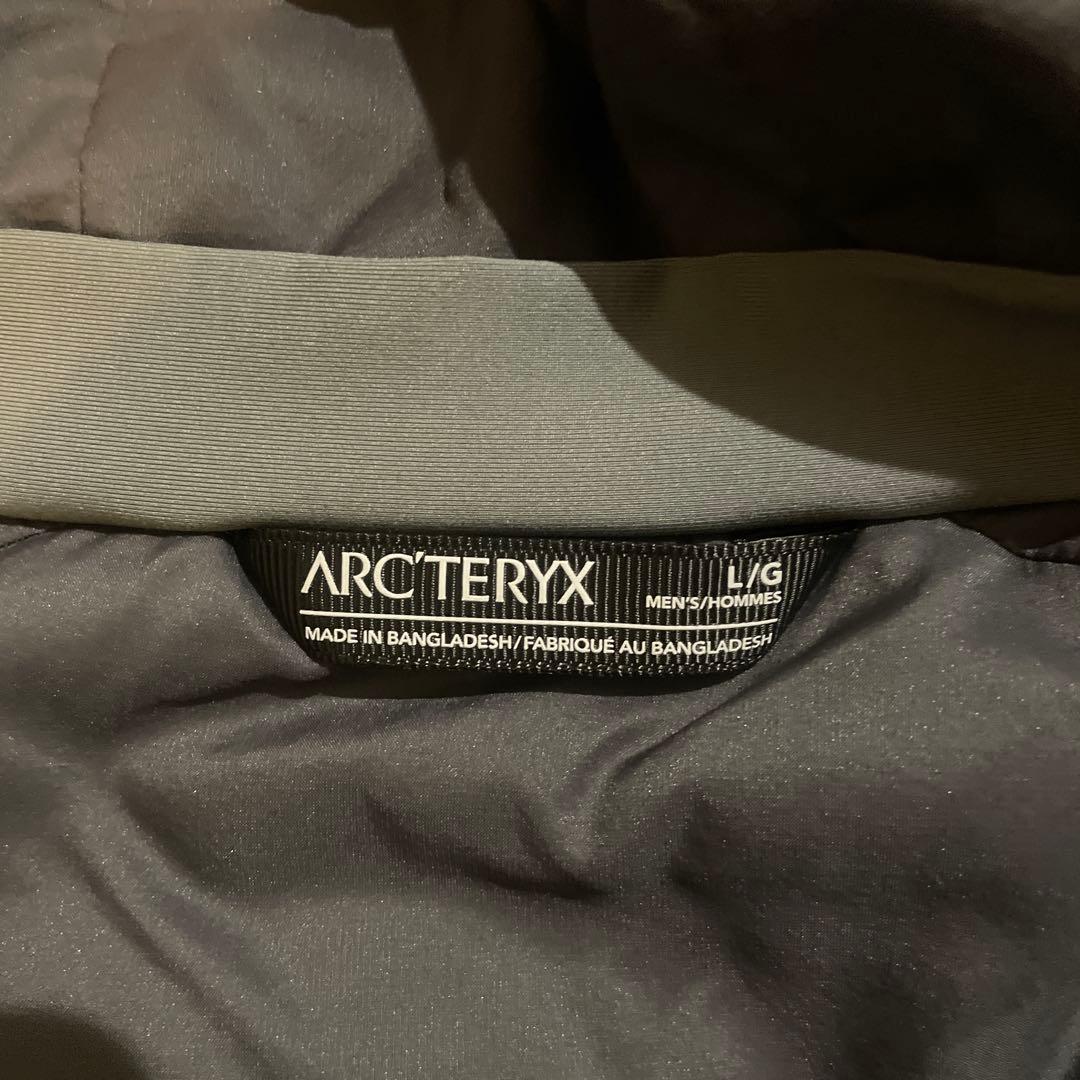 ARC'TERYX
L/G
MEN'S/HOMMES
MADE IN BANGLADESH/FABRIQUÉ AU BANGLADESH